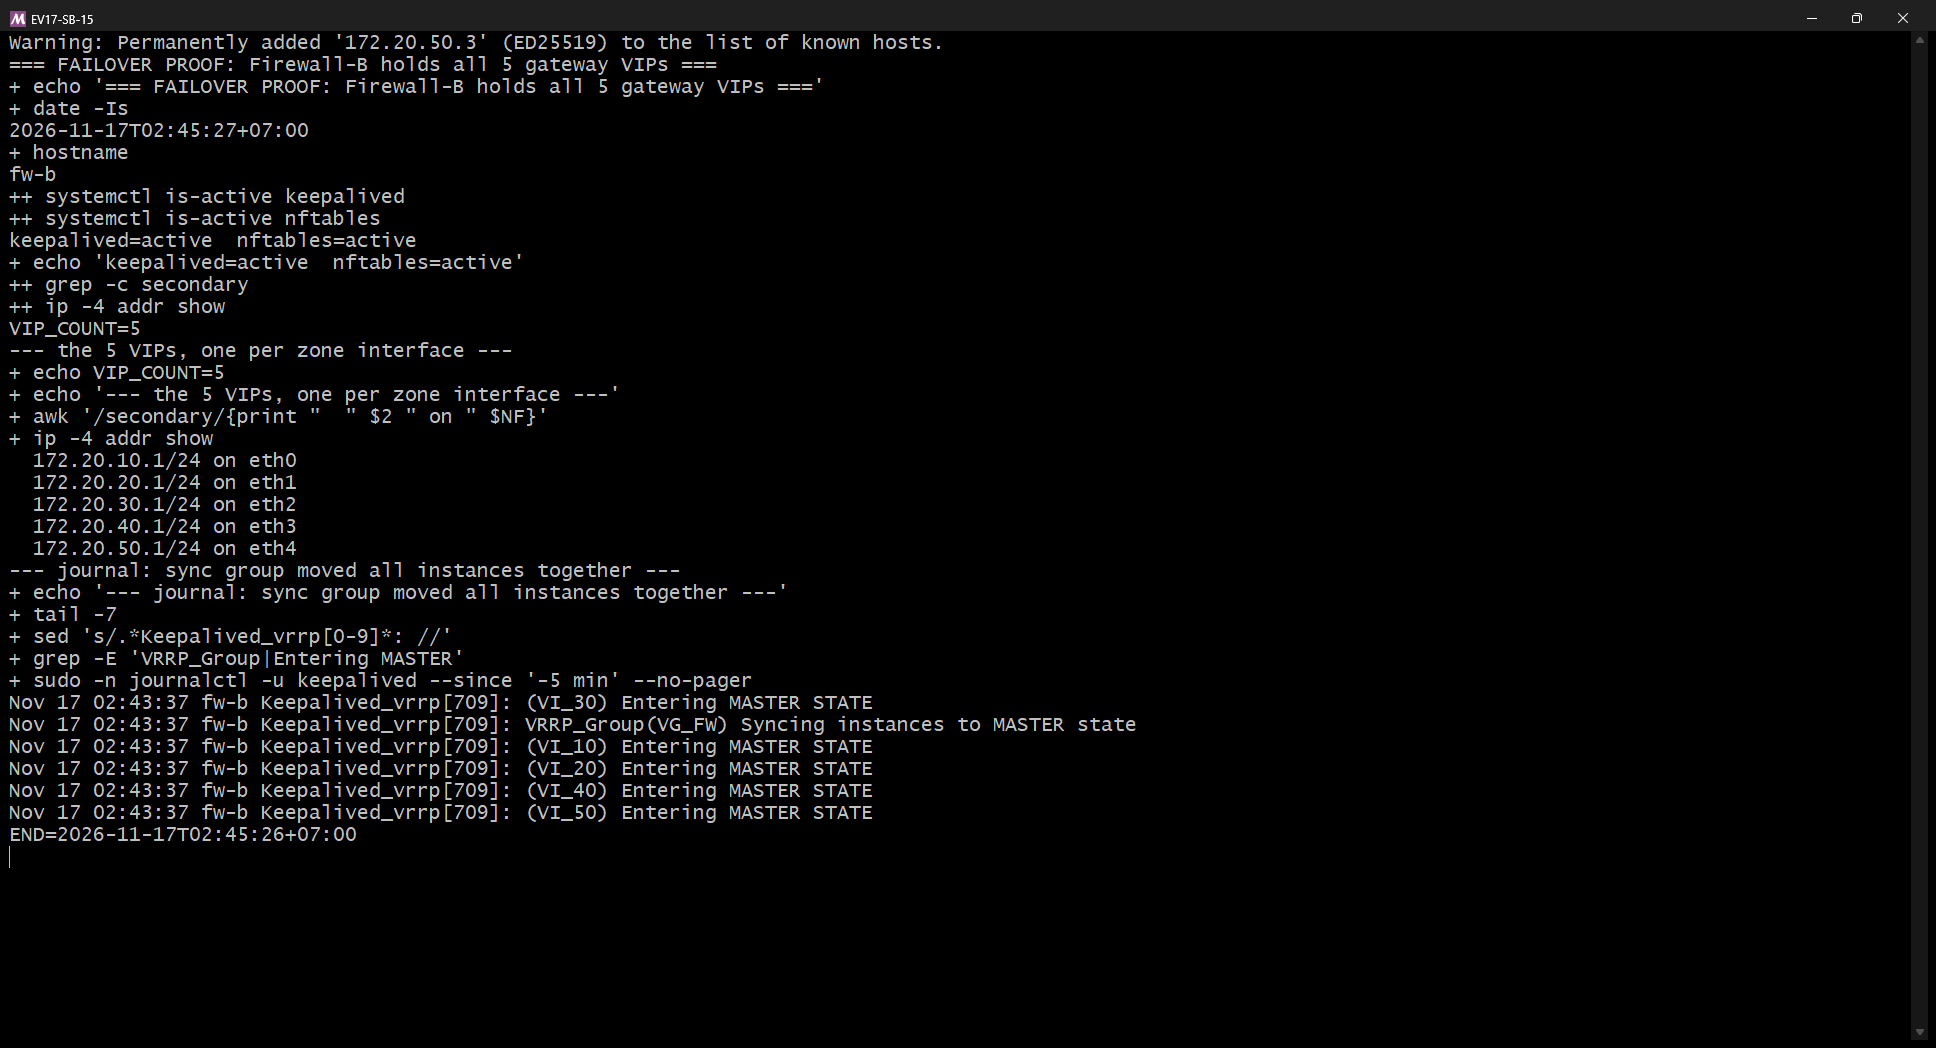 EV17-SB-15
Warning: Permanently added '172.20.50.3' (ED25519) to the list of known hosts.
=== FAILOVER PROOF: Firewall-B holds all 5 gateway VIPs ===
+ echo '=== FAILOVER PROOF: Firewall-B holds all 5 gateway VIPs ==='
+ date -Is
2026-11-17T02:45:27+07:00
+ hostname
fw-b
++ systemctl is-active keepalived
++ systemctl is-active nftables
keepalived=active  nftables=active
+ echo 'keepalived=active  nftables=active'
++ grep -c secondary
++ ip -4 addr show
VIP_COUNT=5
--- the 5 VIPs, one per zone interface ---
+ echo VIP_COUNT=5
+ echo '--- the 5 VIPs, one per zone interface ---'
+ awk '/secondary/{print "  " $2 " on " $NF}'
+ ip -4 addr show
  172.20.10.1/24 on eth0
  172.20.20.1/24 on eth1
  172.20.30.1/24 on eth2
  172.20.40.1/24 on eth3
  172.20.50.1/24 on eth4
--- journal: sync group moved all instances together ---
+ echo '--- journal: sync group moved all instances together ---'
+ tail -7
+ sed 's/.*Keepalived_vrrp[0-9]*: //'
+ grep -E 'VRRP_Group|Entering MASTER'
+ sudo -n journalctl -u keepalived --since '-5 min' --no-pager
Nov 17 02:43:37 fw-b Keepalived_vrrp[709]: (VI_30) Entering MASTER STATE
Nov 17 02:43:37 fw-b Keepalived_vrrp[709]: VRRP_Group(VG_FW) Syncing instances to MASTER state
Nov 17 02:43:37 fw-b Keepalived_vrrp[709]: (VI_10) Entering MASTER STATE
Nov 17 02:43:37 fw-b Keepalived_vrrp[709]: (VI_20) Entering MASTER STATE
Nov 17 02:43:37 fw-b Keepalived_vrrp[709]: (VI_40) Entering MASTER STATE
Nov 17 02:43:37 fw-b Keepalived_vrrp[709]: (VI_50) Entering MASTER STATE
END=2026-11-17T02:45:26+07:00